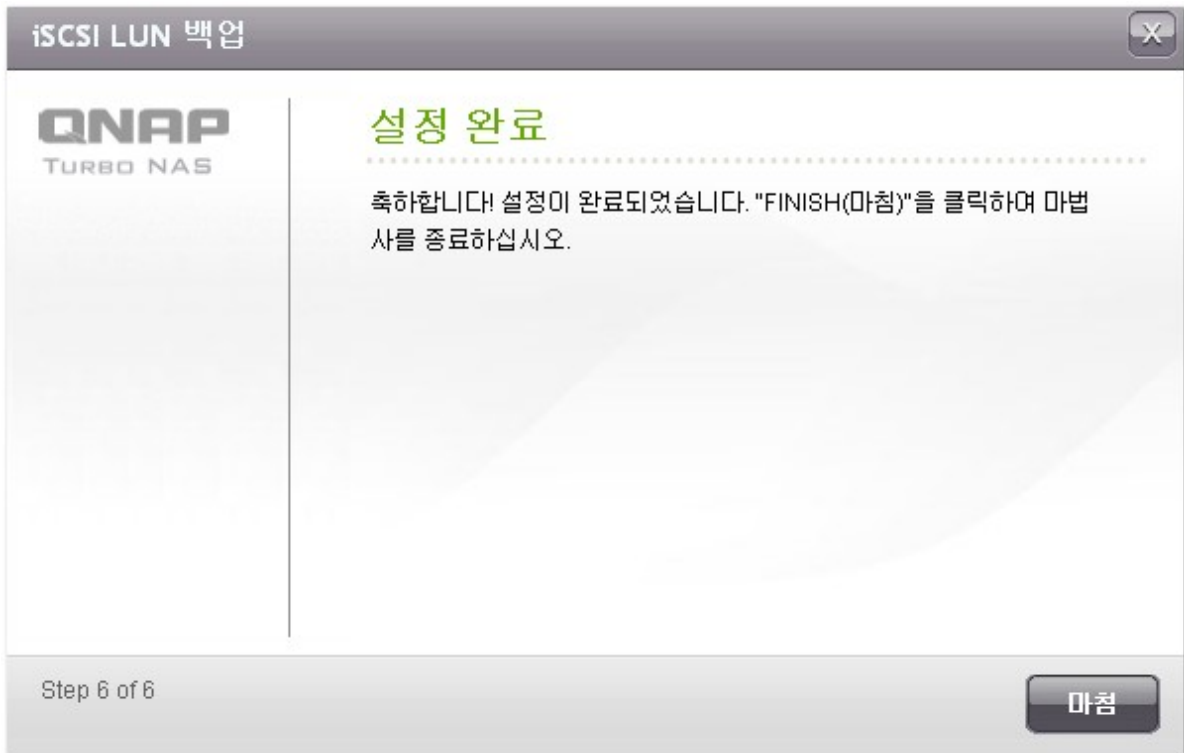 iSCSI LUN 백업
X
QNAP
TURBO NAS
설정 완료
축하합니다! 설정이 완료되었습니다. "FINISH(마침)"을 클릭하여 마법
사를 종료하십시오.
Step 6 of 6
마침